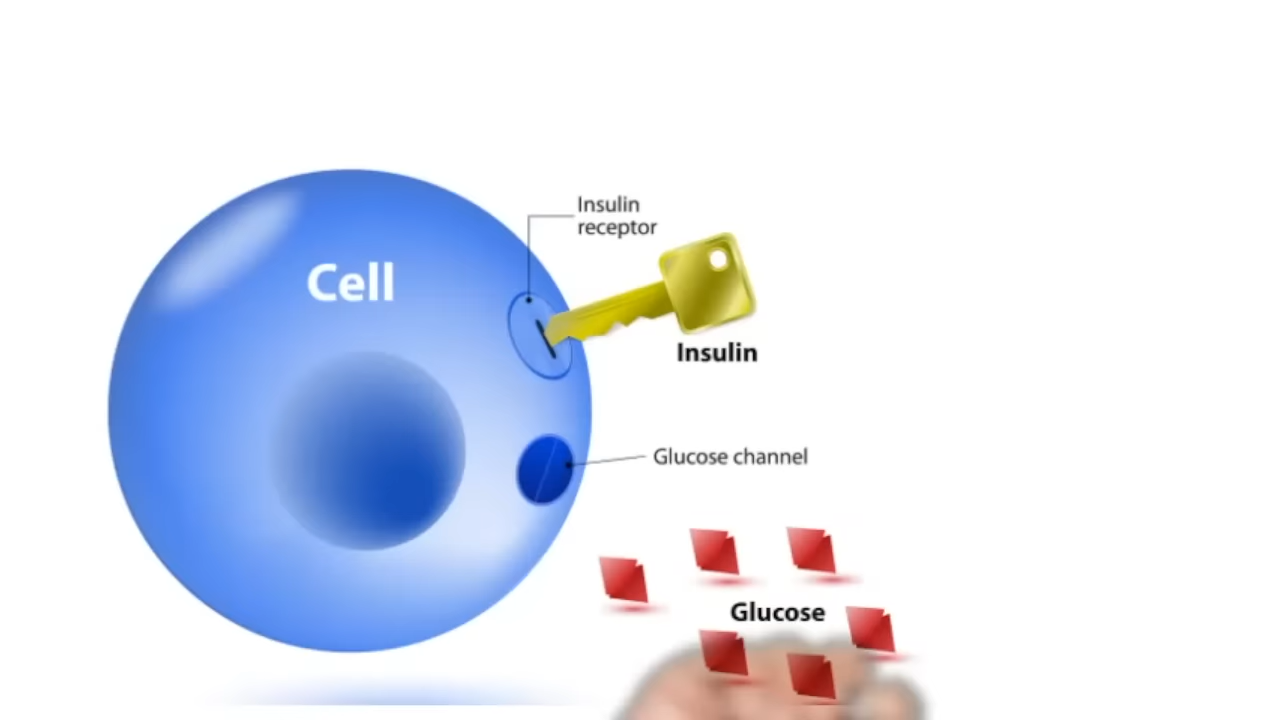 Insulin
receptor
Cell
Insulin
Glucose channel
Glucose